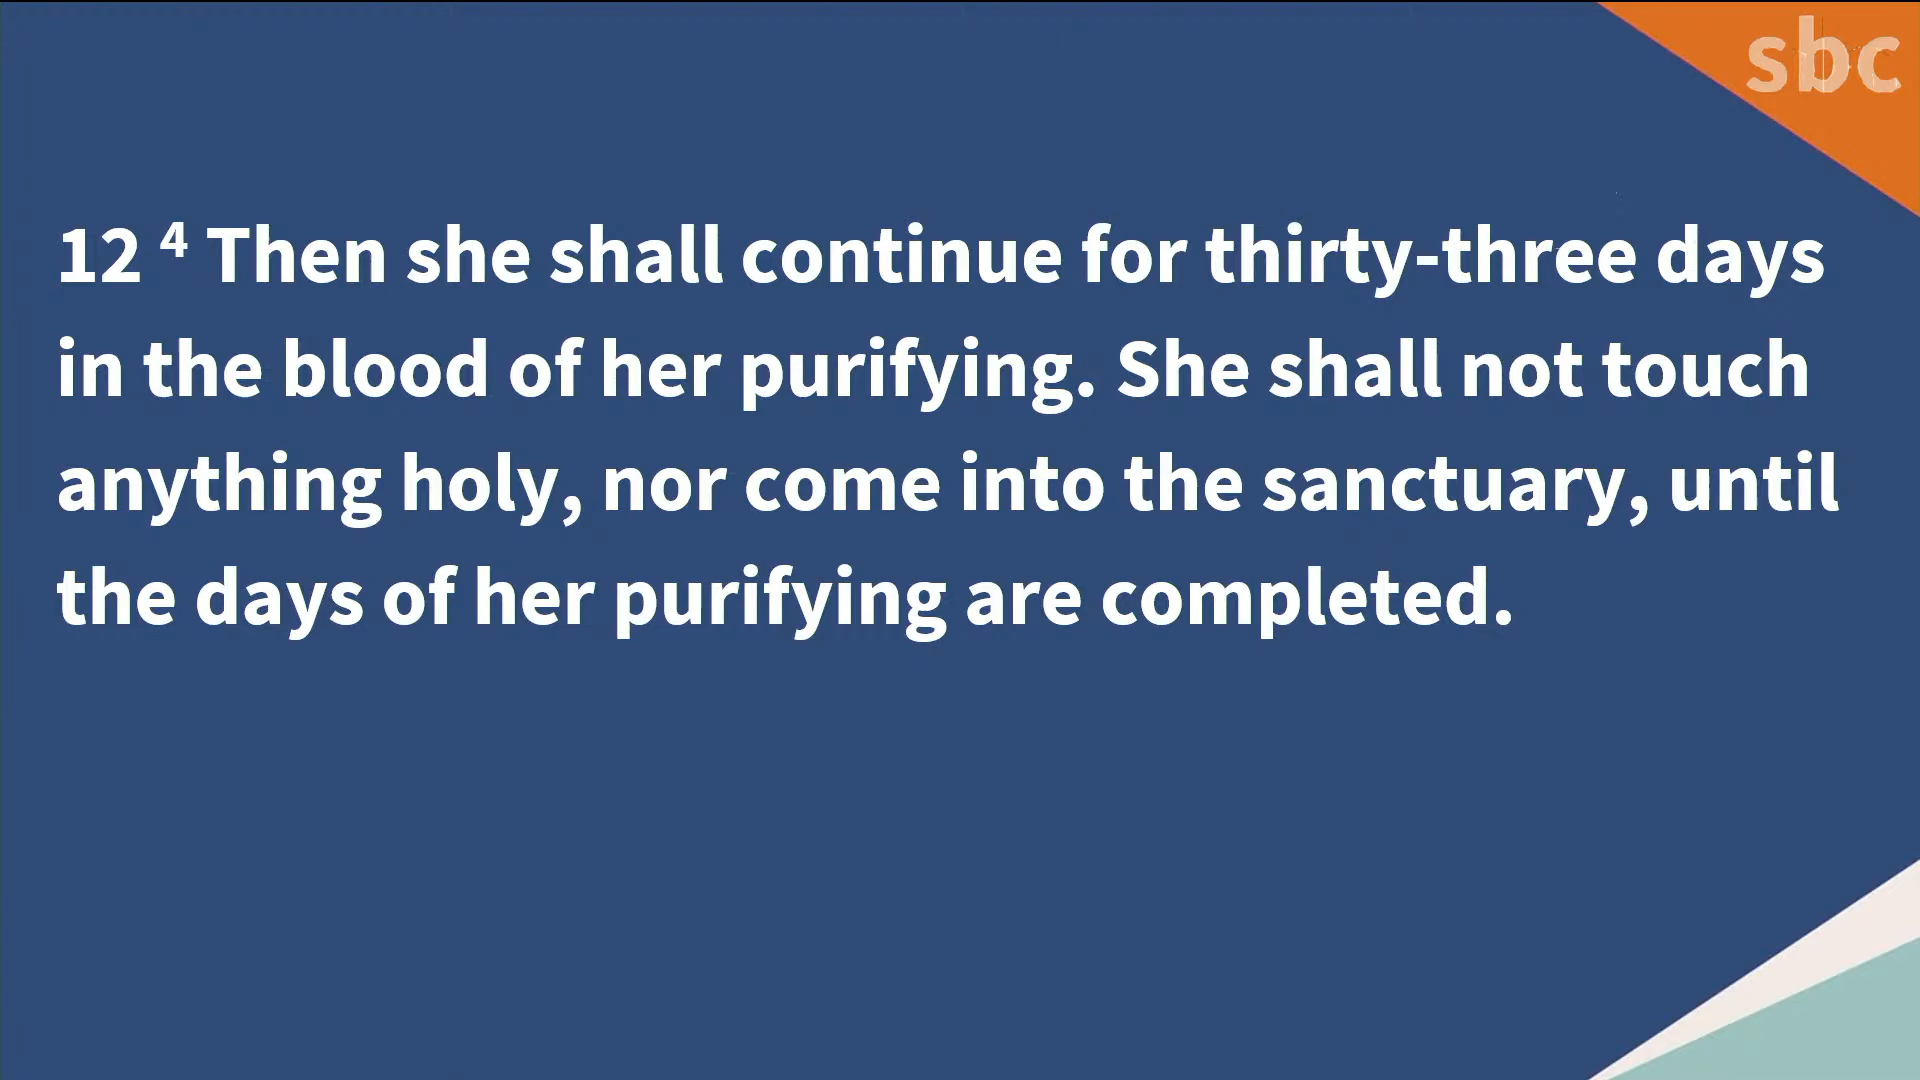 sbc
12 4 Then she shall continue for thirty-three days
in the blood of her purifying. She shall not touch
anything holy, nor come into the sanctuary, until
the days of her purifying are completed.